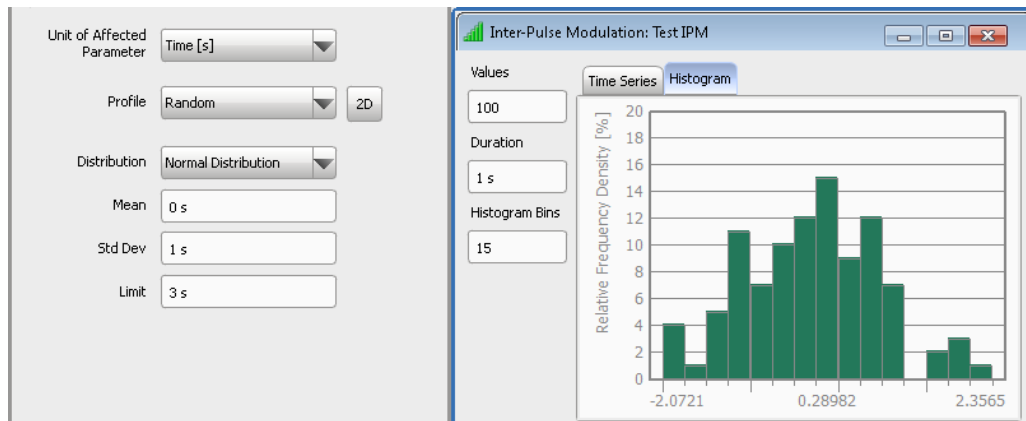 Unit of Affected
Parameter
Time [s]
Profile
Random
2D
Distribution
Normal Distribution
Mean
0 s
Std Dev
1 s
Limit
3 s
Inter-Pulse Modulation: Test IPM
Values
100
Duration
1 s
Histogram Bins
15
Time Series
Histogram
Relative Frequency Density [%]
20
18
16
14
12
10
8
6
4
2
0
-2.0721
0.28982
2.3565